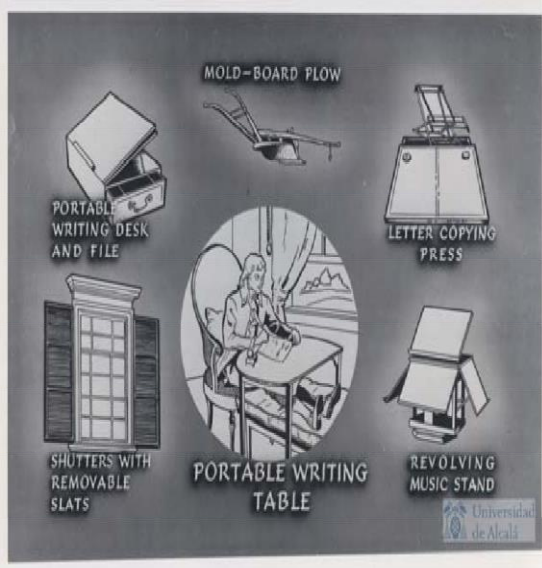 MOLD-BOARD PLOW
PORTABLE
WRITING DESK
AND FILE
LETTER COPYING
PRESS
SHUTTERS WITH
REMOVABLE
SLATS
PORTABLE WRITING
TABLE
REVOLVING
MUSIC STAND
Universidad
de Alcalá